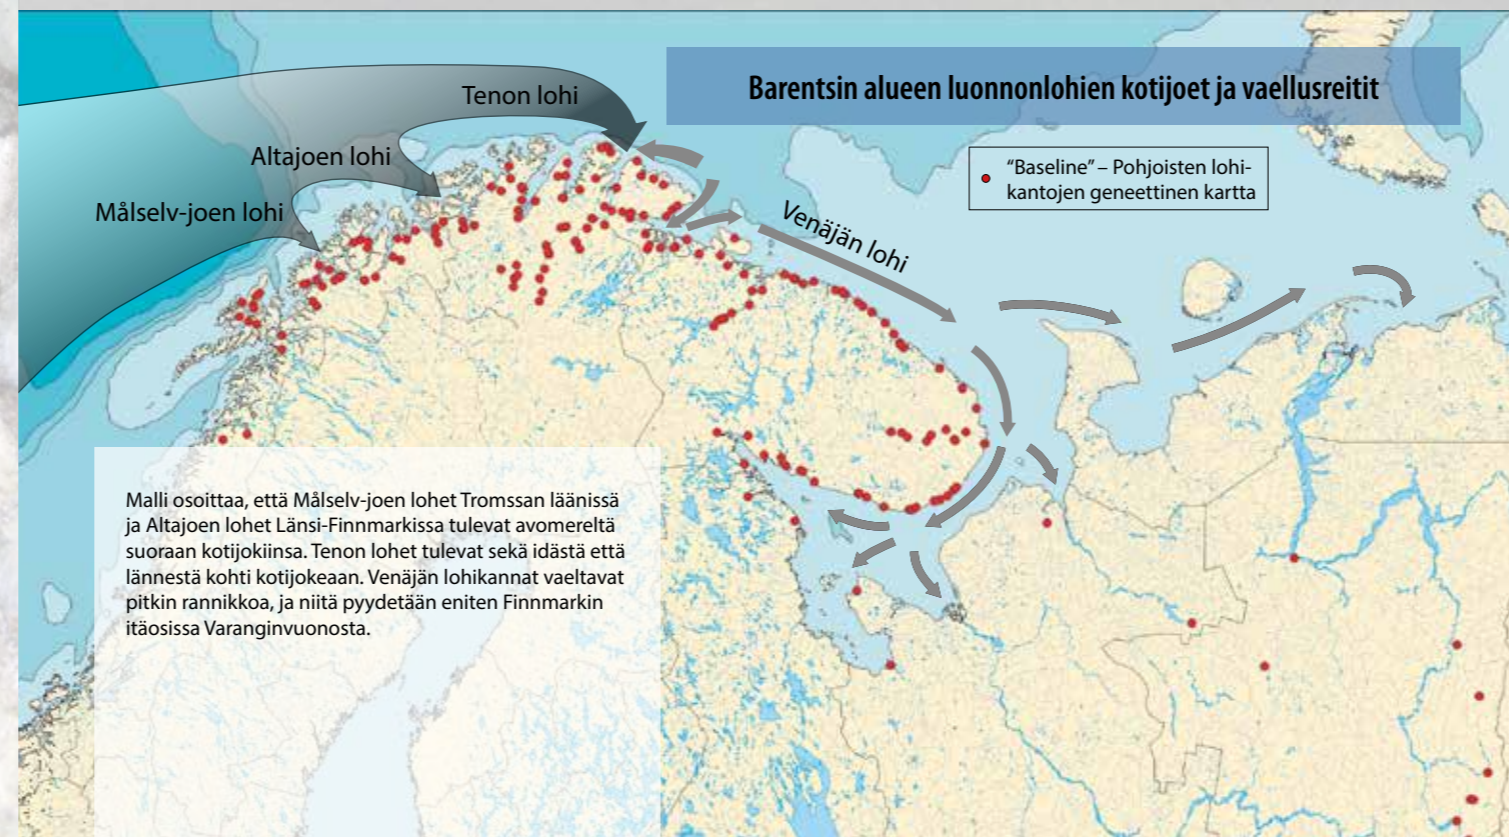 Barentsin alueen luonnonlohien kotijoet ja vaellusreitit
Tenon lohi
Altajoen lohi
Målselv-joen lohi
"Baseline" – Pohjoisten lohi-
kantojen geneettinen kartta
Venäjän lohi
Malli osoittaa, että Målselv-joen lohet Tromssan läänissä
ja Altajoen lohet Länsi-Finnmarkissa tulevat avomereltä
suoraan kotijokiinsa. Tenon lohet tulevat sekä idästä että
lännestä kohti kotijokeaan. Venäjän lohikannat vaeltavat
pitkin rannikkoa, ja niitä pyydetään eniten Finnmarkin
itäosissa Varanginvuonosta.